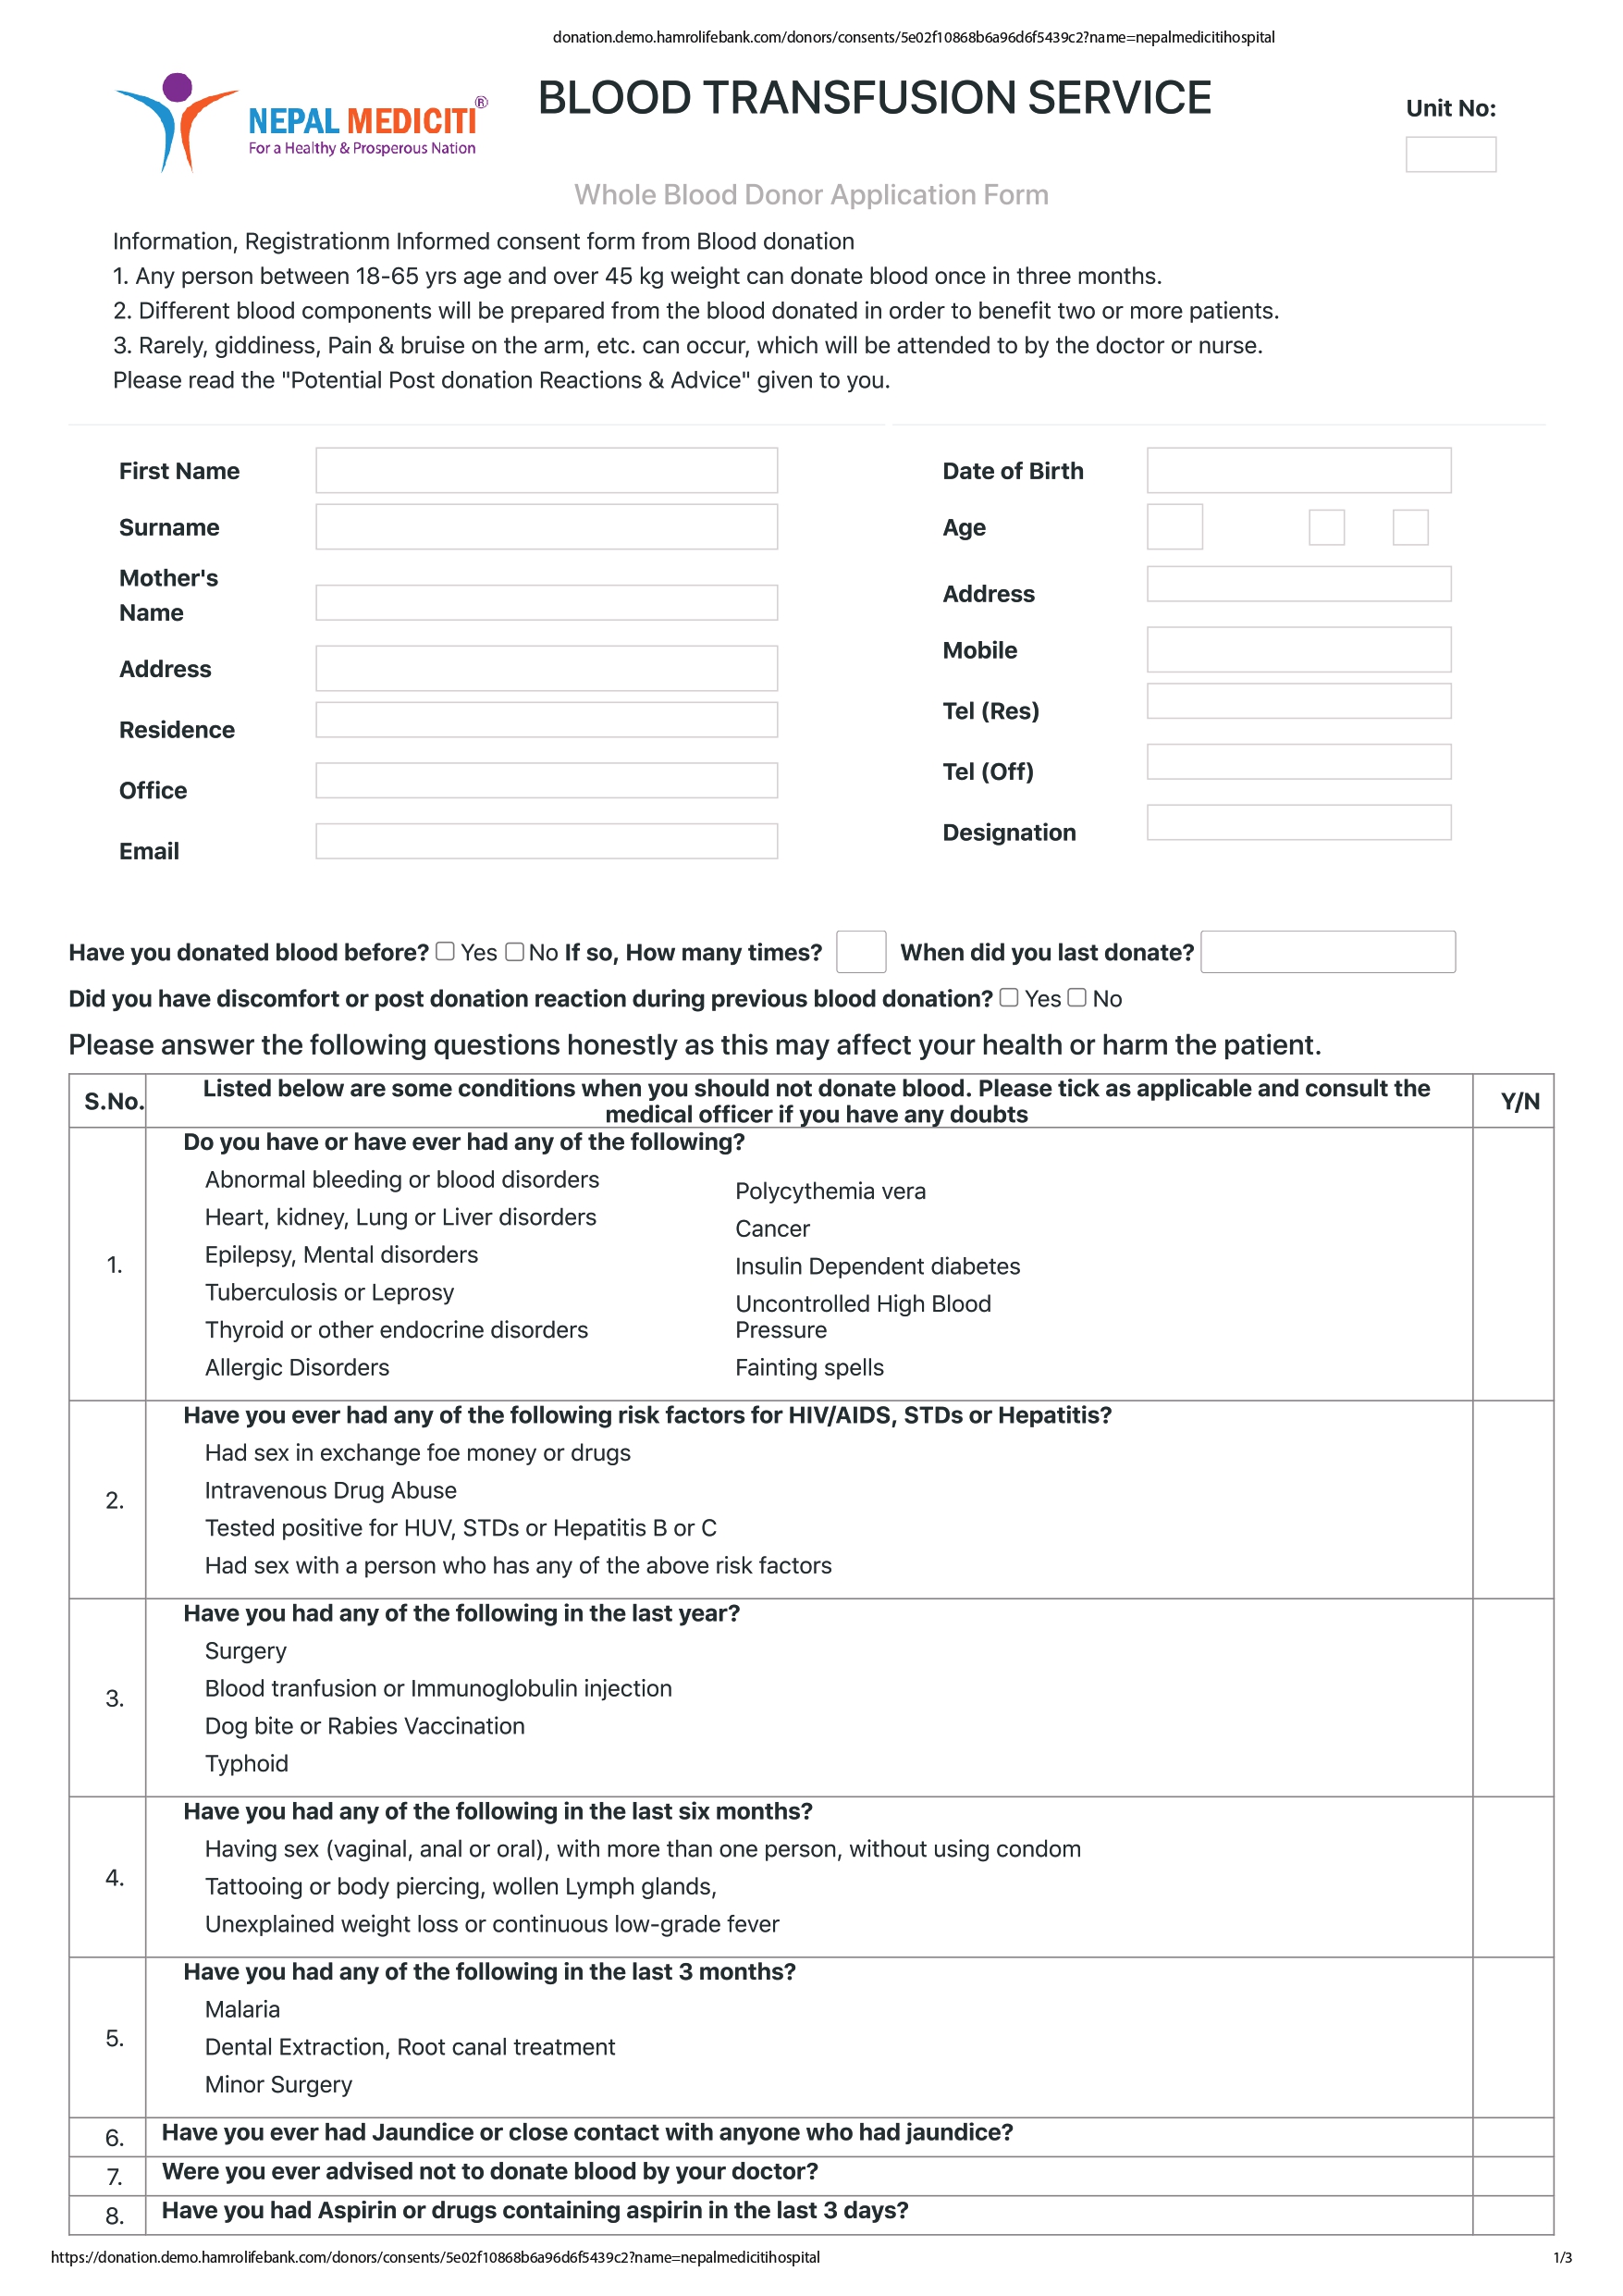 donation.demo.hamrolifebank.com/donors/consents/5e02f10868b6a96d6f5439c2?name=nepalmedicitihospital
NEPAL MEDICITI®
For a Healthy & Prosperous Nation
BLOOD TRANSFUSION SERVICE
Unit No:
Whole Blood Donor Application Form
Information, Registrationm Informed consent form from Blood donation
1. Any person between 18-65 yrs age and over 45 kg weight can donate blood once in three months.
2. Different blood components will be prepared from the blood donated in order to benefit two or more patients.
3. Rarely, giddiness, Pain & bruise on the arm, etc. can occur, which will be attended to by the doctor or nurse.
Please read the "Potential Post donation Reactions & Advice" given to you.
First Name
Surname
Mother's
Name
Address
Residence
Office
Email
Date of Birth
Age
Address
Mobile
Tel (Res)
Tel (Off)
Designation
Have you donated blood before? Yes No If so, How many times? When did you last donate?
Did you have discomfort or post donation reaction during previous blood donation? Yes No
Please answer the following questions honestly as this may affect your health or harm the patient.
S.No. Listed below are some conditions when you should not donate blood. Please tick as applicable and consult the Y/N
medical officer if you have any doubts
1.
Do you have or have ever had any of the following?
Abnormal bleeding or blood disorders
Heart, kidney, Lung or Liver disorders
Epilepsy, Mental disorders
Tuberculosis or Leprosy
Thyroid or other endocrine disorders
Allergic Disorders
Polycythemia vera
Cancer
Insulin Dependent diabetes
Uncontrolled High Blood
Pressure
Fainting spells
2.
Have you ever had any of the following risk factors for HIV/AIDS, STDs or Hepatitis?
Had sex in exchange foe money or drugs
Intravenous Drug Abuse
Tested positive for HUV, STDs or Hepatitis B or C
Had sex with a person who has any of the above risk factors
3.
Have you had any of the following in the last year?
Surgery
Blood tranfusion or Immunoglobulin injection
Dog bite or Rabies Vaccination
Typhoid
4.
Have you had any of the following in the last six months?
Having sex (vaginal, anal or oral), with more than one person, without using condom
Tattooing or body piercing, wollen Lymph glands,
Unexplained weight loss or continuous low-grade fever
5.
Have you had any of the following in the last 3 months?
Malaria
Dental Extraction, Root canal treatment
Minor Surgery
6. Have you ever had Jaundice or close contact with anyone who had jaundice?
7. Were you ever advised not to donate blood by your doctor?
8. Have you had Aspirin or drugs containing aspirin in the last 3 days?
https://donation.demo.hamrolifebank.com/donors/consents/5e02f10868b6a96d6f5439c2?name=nepalmedicitihospital 1/3